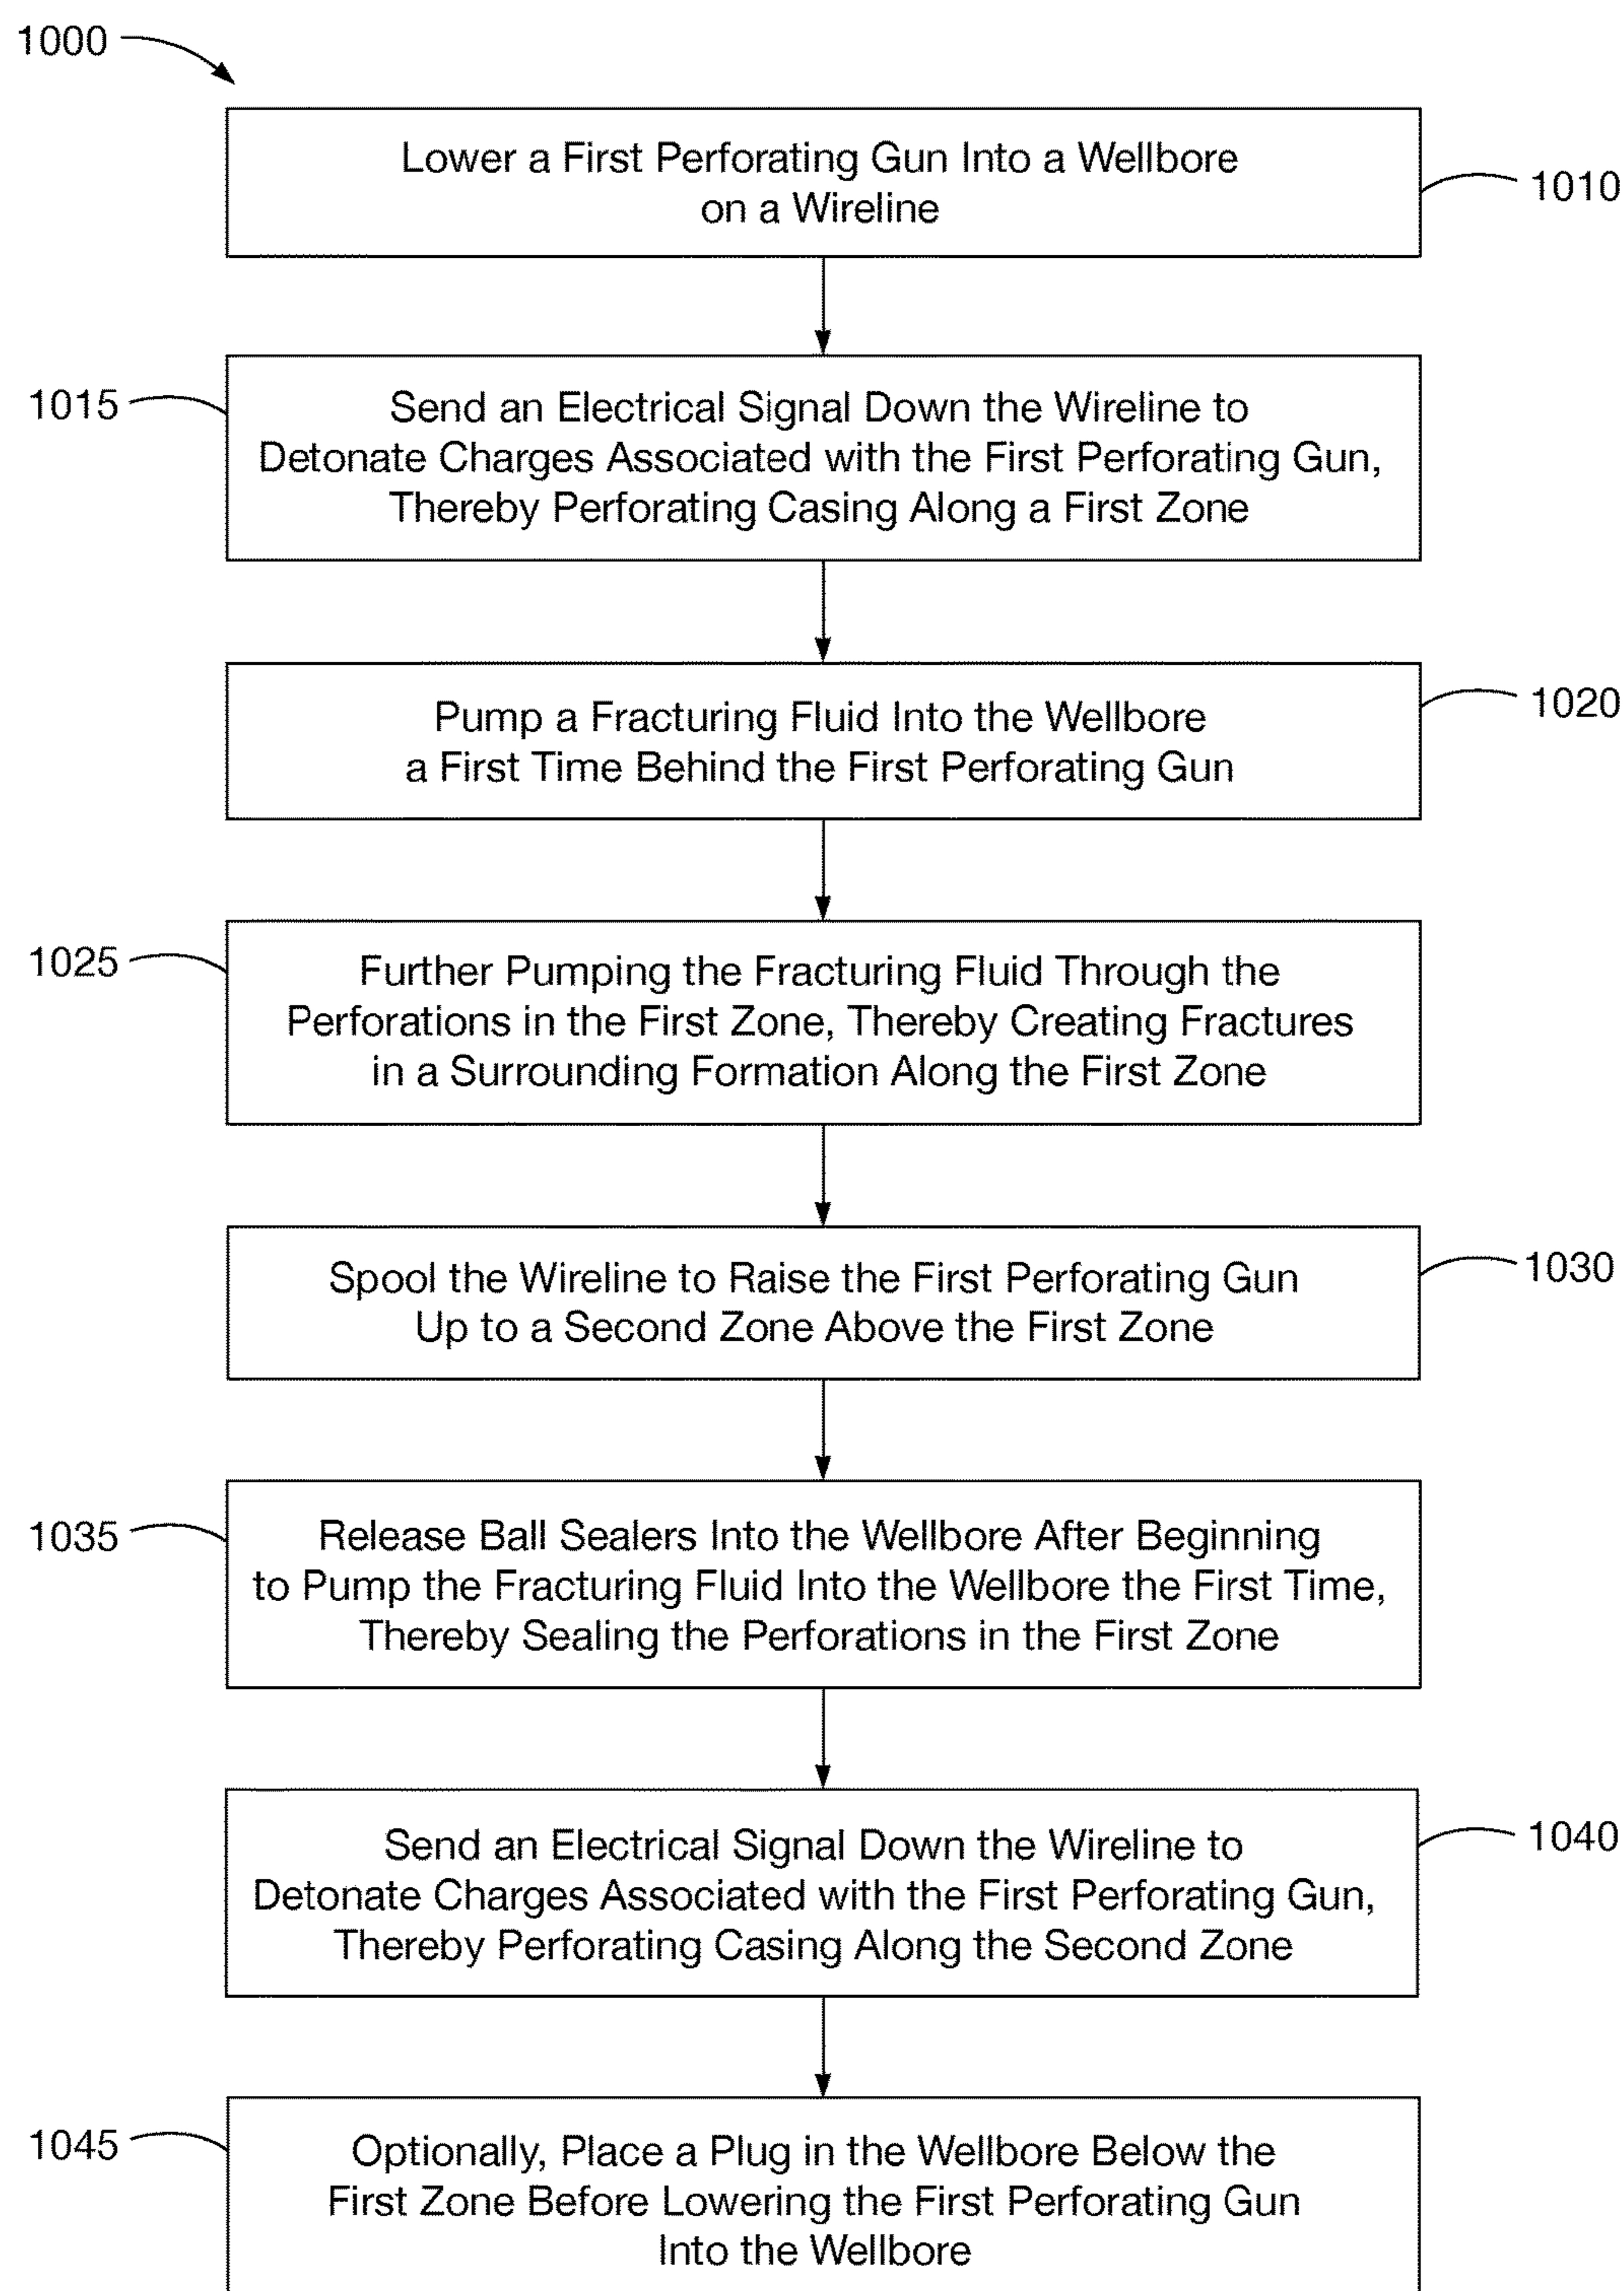 1000
Lower a First Perforating Gun Into a Wellbore
on a Wireline
1010
1015
Send an Electrical Signal Down the Wireline to
Detonate Charges Associated with the First Perforating Gun,
Thereby Perforating Casing Along a First Zone
Pump a Fracturing Fluid Into the Wellbore
a First Time Behind the First Perforating Gun
1020
1025
Further Pumping the Fracturing Fluid Through the
Perforations in the First Zone, Thereby Creating Fractures
in a Surrounding Formation Along the First Zone
Spool the Wireline to Raise the First Perforating Gun
Up to a Second Zone Above the First Zone
1030
1035
Release Ball Sealers Into the Wellbore After Beginning
to Pump the Fracturing Fluid Into the Wellbore the First Time,
Thereby Sealing the Perforations in the First Zone
Send an Electrical Signal Down the Wireline to
Detonate Charges Associated with the First Perforating Gun,
Thereby Perforating Casing Along the Second Zone
1040
1045
Optionally, Place a Plug in the Wellbore Below the
First Zone Before Lowering the First Perforating Gun
Into the Wellbore